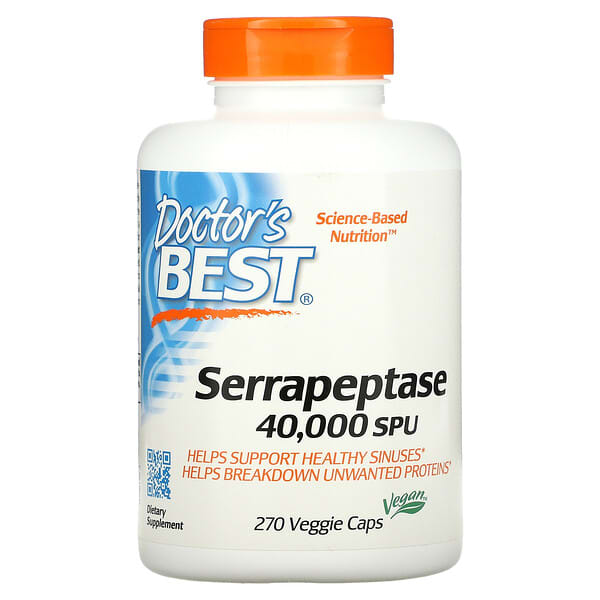 Doctor's
BEST®
Science-Based
Nutrition™
Serrapeptase
40,000 SPU
HELPS SUPPORT HEALTHY SINUSES*
HELPS BREAKDOWN UNWANTED PROTEINS*
Vegan
Dietary
Supplement
270 Veggie Caps